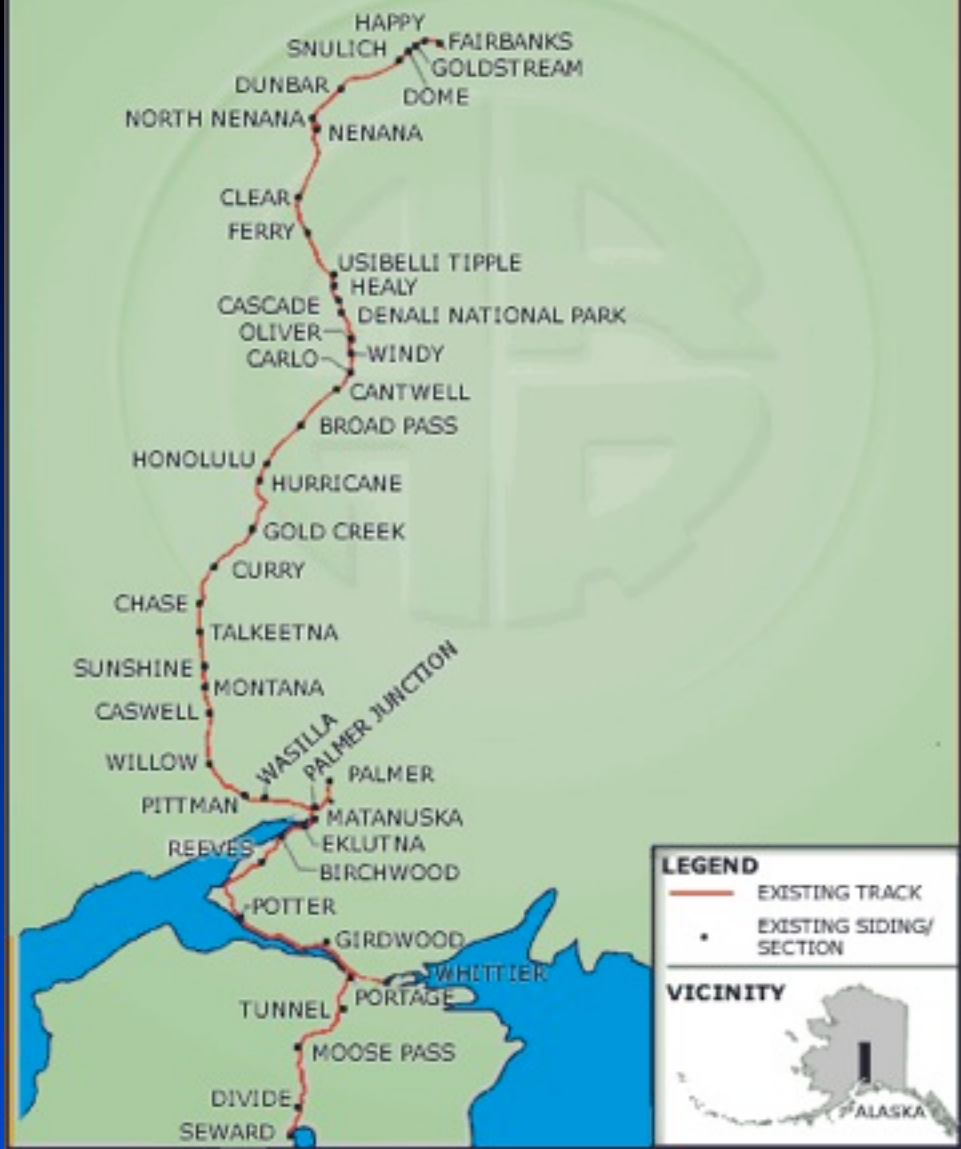 HAPPY
FAIRBANKS
SNULICH
GOLDSTREAM
DUNBAR
DOME
NORTH NENANA
NENANA
CLEAR
FERRY
USIBELLI TIPPLE
HEALY
CASCADE
DENALI NATIONAL PARK
OLIVER
WINDY
CARLO
CANTWELL
BROAD PASS
HONOLULU
HURRICANE
GOLD CREEK
CURRY
CHASE
TALKEETNA
SUNSHINE
MONTANA
CASWELL
WILLOW
WASILLA
PALMER JUNCTION
PALMER
PITTMAN
MATANUSKA
EKLUTNA
REEVES
BIRCHWOOD
POTTER
GIRDWOOD
WHITTIER
PORTAGE
TUNNEL
MOOSE PASS
DIVIDE
SEWARD
LEGEND
EXISTING TRACK
EXISTING SIDING/
SECTION
VICINITY
ALASKA